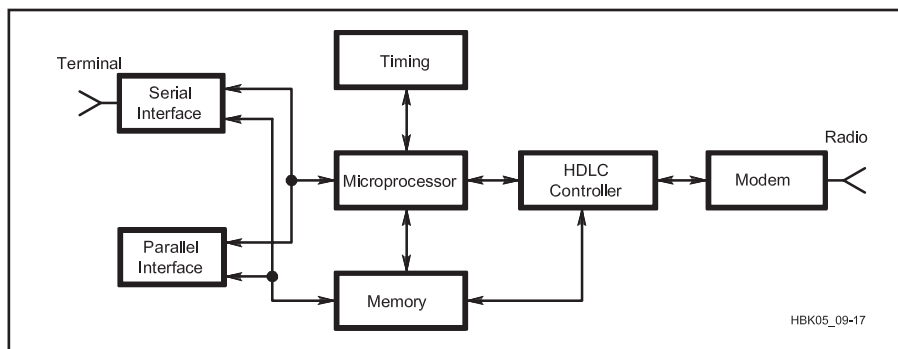 Terminal
Serial
Interface
Timing
Microprocessor
HDLC
Controller
Radio
Modem
Parallel
Interface
Memory
HBK05_09-17